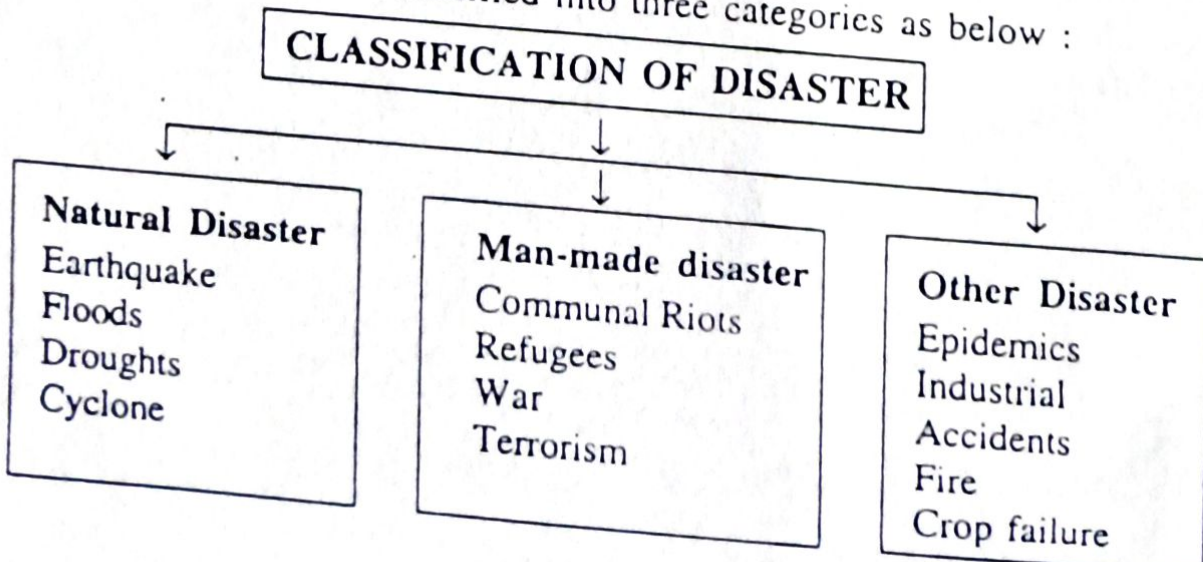 into three categories as below :
CLASSIFICATION OF DISASTER
Natural Disaster
Earthquake
Floods
Droughts
Cyclone
Man-made disaster
Communal Riots
Refugees
War
Terrorism
Other Disaster
Epidemics
Industrial
Accidents
Fire
Crop failure